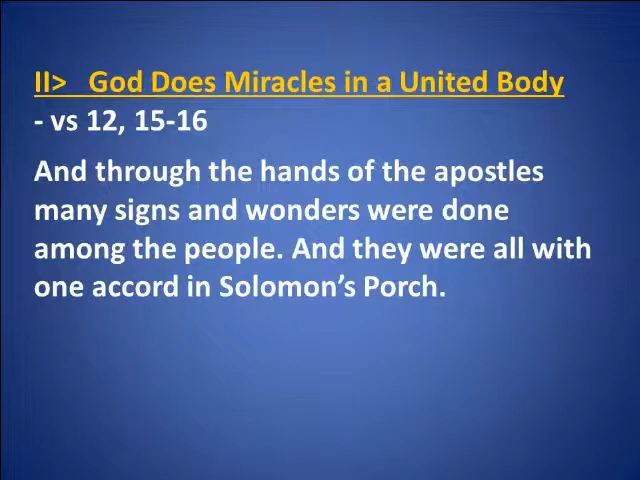 II>   God Does Miracles in a United Body
- vs 12, 15-16
And through the hands of the apostles
many signs and wonders were done
among the people. And they were all with
one accord in Solomon’s Porch.